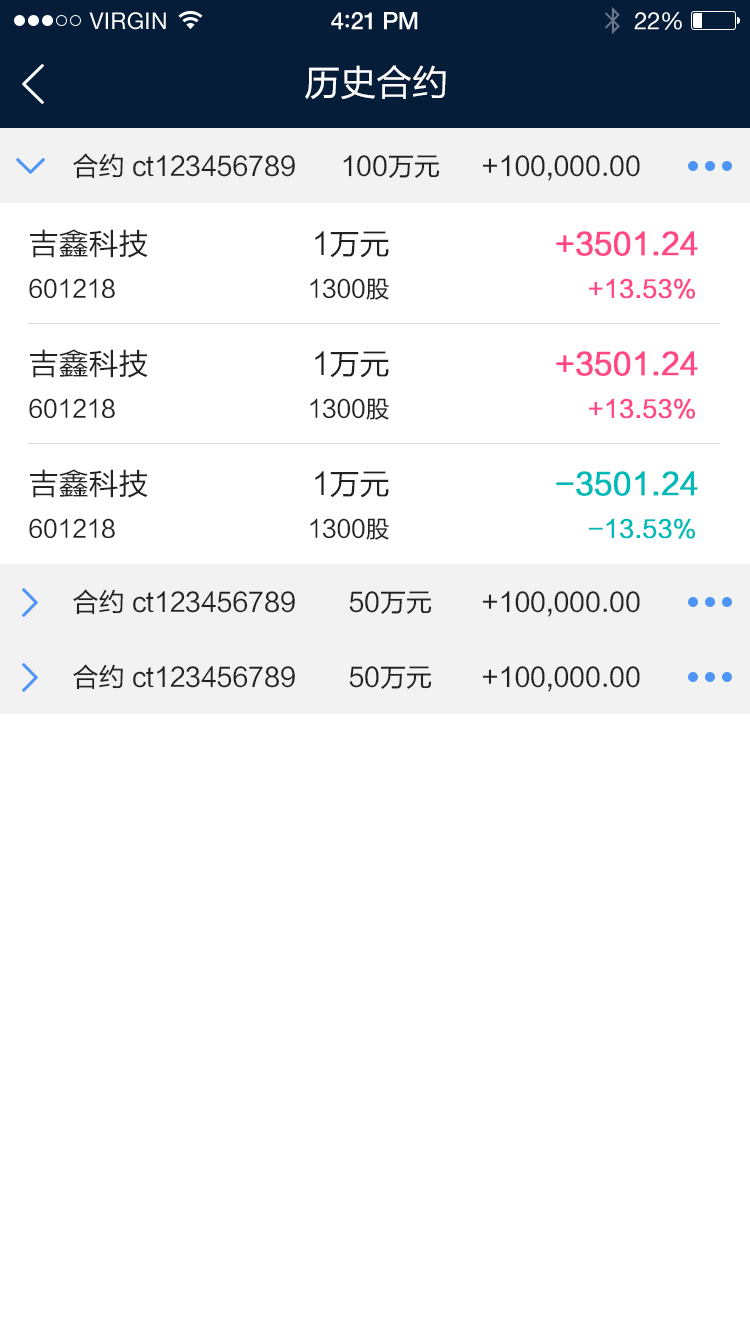 VIRGIN 4:21 PM 22%
历史合约
合约 ct123456789 100万元 +100,000.00
吉鑫科技 1万元 +3501.24
601218 1300股 +13.53%
吉鑫科技 1万元 +3501.24
601218 1300股 +13.53%
吉鑫科技 1万元 −3501.24
601218 1300股 −13.53%
合约 ct123456789 50万元 +100,000.00
合约 ct123456789 50万元 +100,000.00